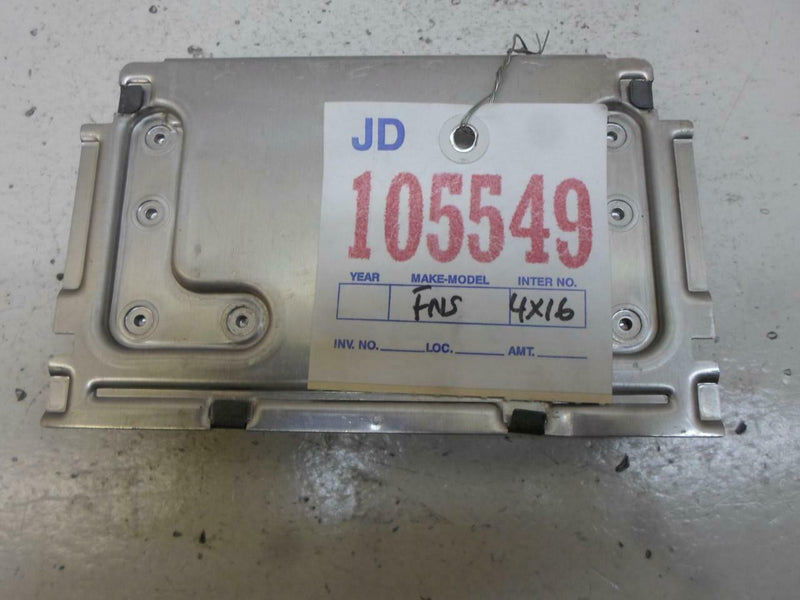 JD
105549
YEAR MAKE-MODEL INTER NO.
FNS 4X16
INV. NO. LOC. AMT.